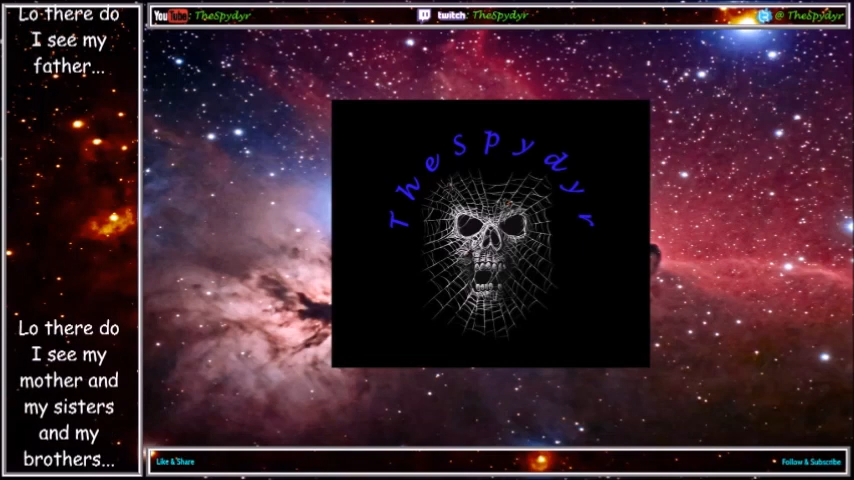 Lo there do
I see my
father...
Lo there do
I see my
mother and
my sisters
and my
brothers...
YouTube: TheSpydyr
twitch: TheSpydyr
@ TheSpydyr
TheSpydyr
Like & Share
Follow & Subscribe